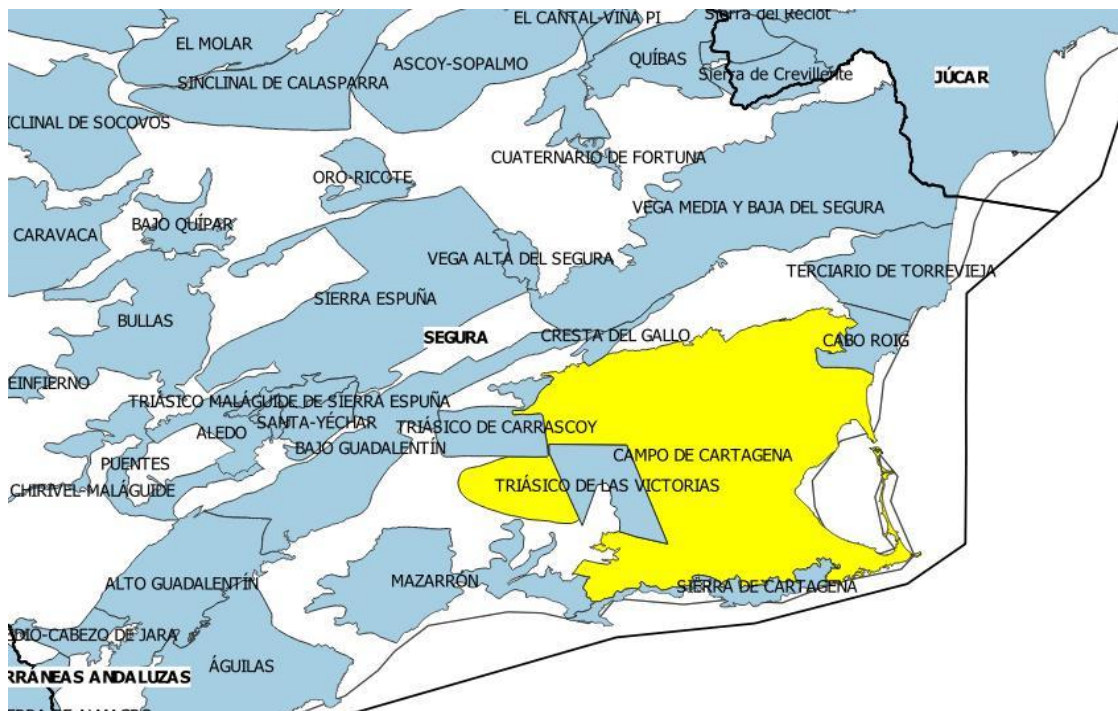 EL CANTAL-VIÑA PI
Sierra del Reclot
EL MOLAR
ASCOY-SOPALMO
QUÍBAS
Sierra de Crevillente
JÚCAR
SINCLINAL DE CALASPARRA
ICLINAL DE SOCOVOS
CUATERNARIO DE FORTUNA
ORO-RICOTE
VEGA MEDIA Y BAJA DEL SEGURA
BAJO QUÍPAR
CARAVACA
VEGA ALTA DEL SEGURA
TERCIARIO DE TORREVIEJA
SIERRA ESPUÑA
BULLAS
SEGURA
CRESTA DEL GALLO
CABO ROIG
EINFIERNO
TRIÁSICO MALÁGUIDE DE SIERRA ESPUÑA
SANTA-YÉCHAR
TRIÁSICO DE CARRASCOY
ALEDO
BAJO GUADALENTÍN
CAMPO DE CARTAGENA
PUENTES
TRIÁSICO DE LAS VICTORIAS
CHIRIVEL-MALÁGUIDE
ALTO GUADALENTÍN
MAZARRÓN
SIERRA DE CARTAGENA
EDIO-CABEZO DE JARA
ÁGUILAS
RRÁNEAS ANDALUZAS